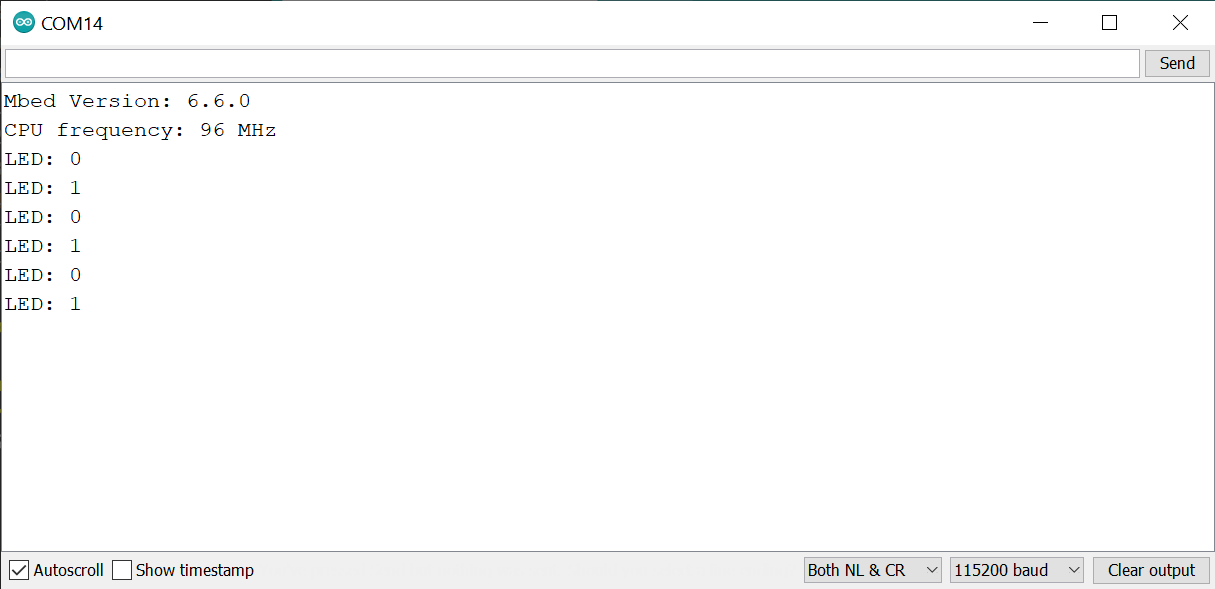 COM14
Send
Mbed Version: 6.6.0
CPU frequency: 96 MHz
LED: 0
LED: 1
LED: 0
LED: 1
LED: 0
LED: 1
Autoscroll Show timestamp Both NL & CR 115200 baud Clear output